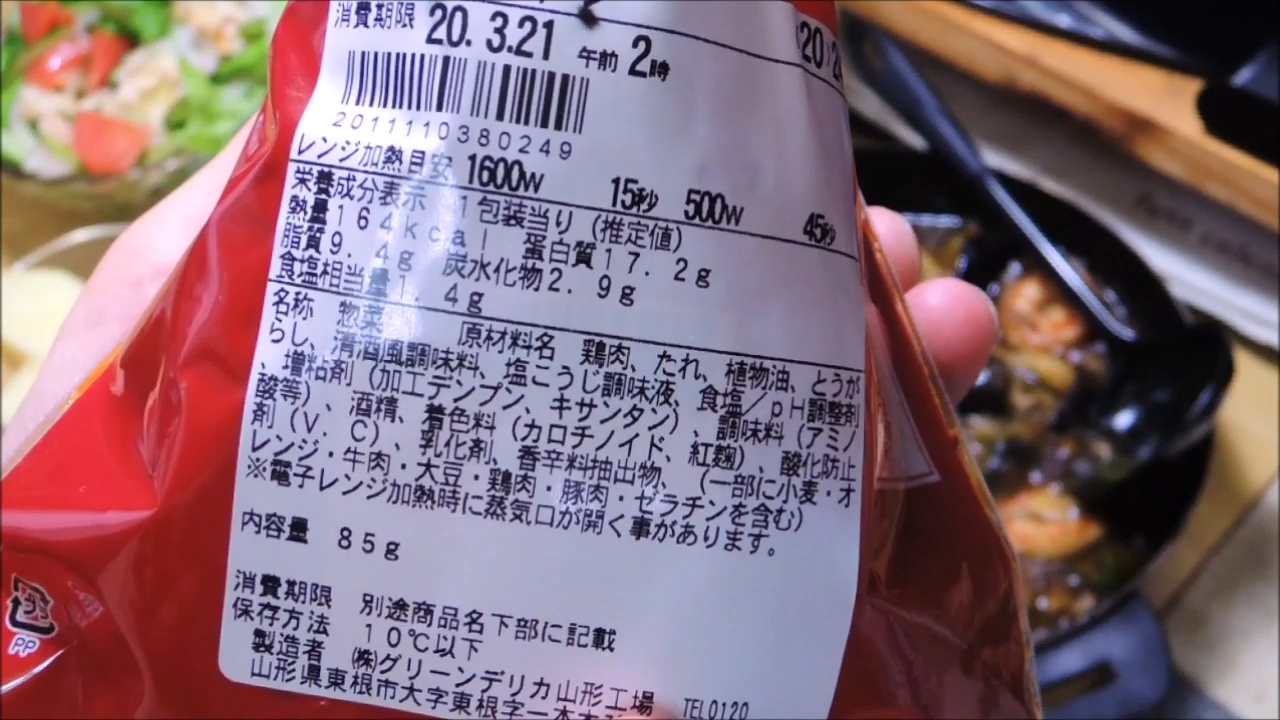 消費期限 20. 3.21 午前 2時
2011110380249
レンジ加熱目安 1600w 15秒 500w 45秒
栄養成分表示 1包装当り (推定値)
熱量164kcal 蛋白質17.2g
脂質9.4g 炭水化物2.9g
食塩相当量1.4g
名称 惣菜 原材料名 鶏肉、たれ、植物油、とうが
らし、清酒風調味料、塩こうじ調味液、食塩/pH調整剤
、増粘剤(加工デンプン、キサンタン)、調味料(アミノ
酸等)、酒精、着色料(カロチノイド、紅麹)、酸化防止
剤(V.C)、乳化剤、香辛料抽出物、(一部に小麦・オ
レンジ・牛肉・大豆・鶏肉・豚肉・ゼラチンを含む)
※電子レンジ加熱時に蒸気口が開く事があります。
内容量 85g
消費期限 別途商品名下部に記載
保存方法 10℃以下
製造者 ㈱グリーンデリカ山形工場 TEL0120
山形県東根市大字東根字一本木
PP